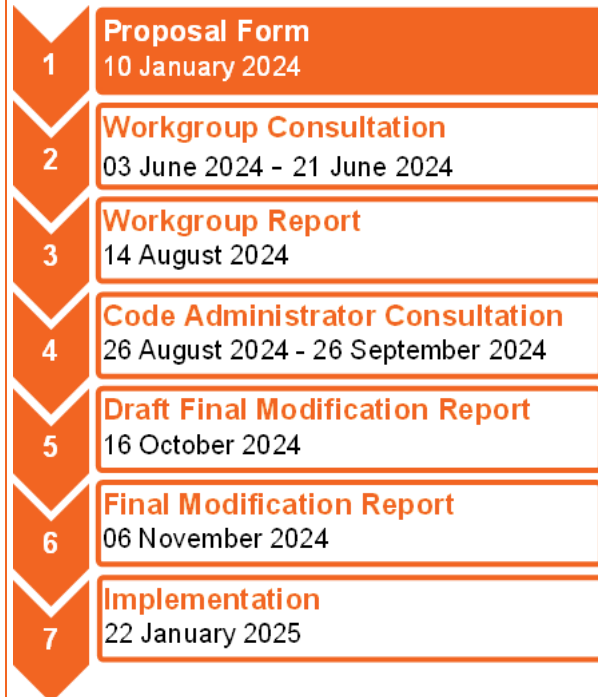 1
Proposal Form
10 January 2024
2
Workgroup Consultation
03 June 2024 - 21 June 2024
3
Workgroup Report
14 August 2024
4
Code Administrator Consultation
26 August 2024 - 26 September 2024
5
Draft Final Modification Report
16 October 2024
6
Final Modification Report
06 November 2024
7
Implementation
22 January 2025